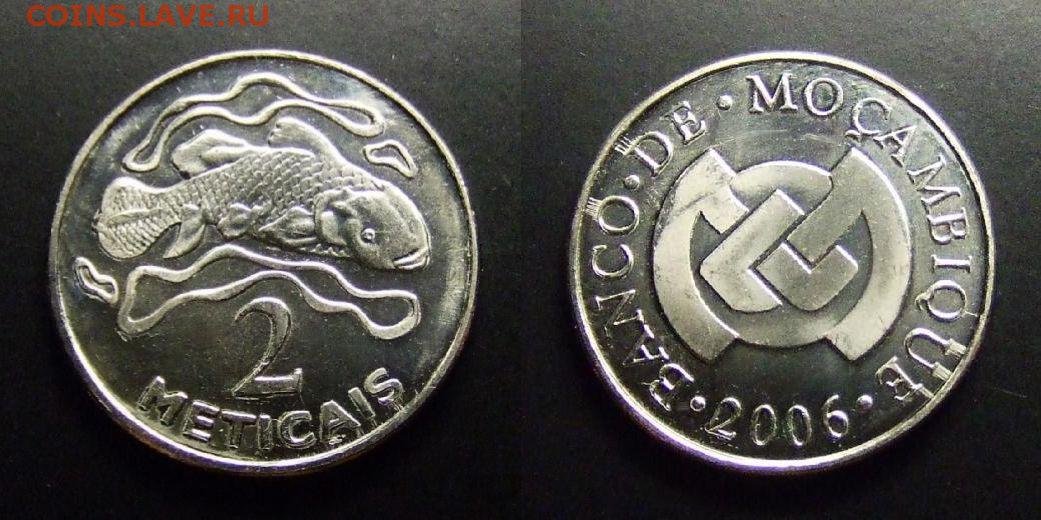 COINS.LAVE.RU
2
METICAIS
BANCO · DE · MOÇAMBIQUE · 2006 ·